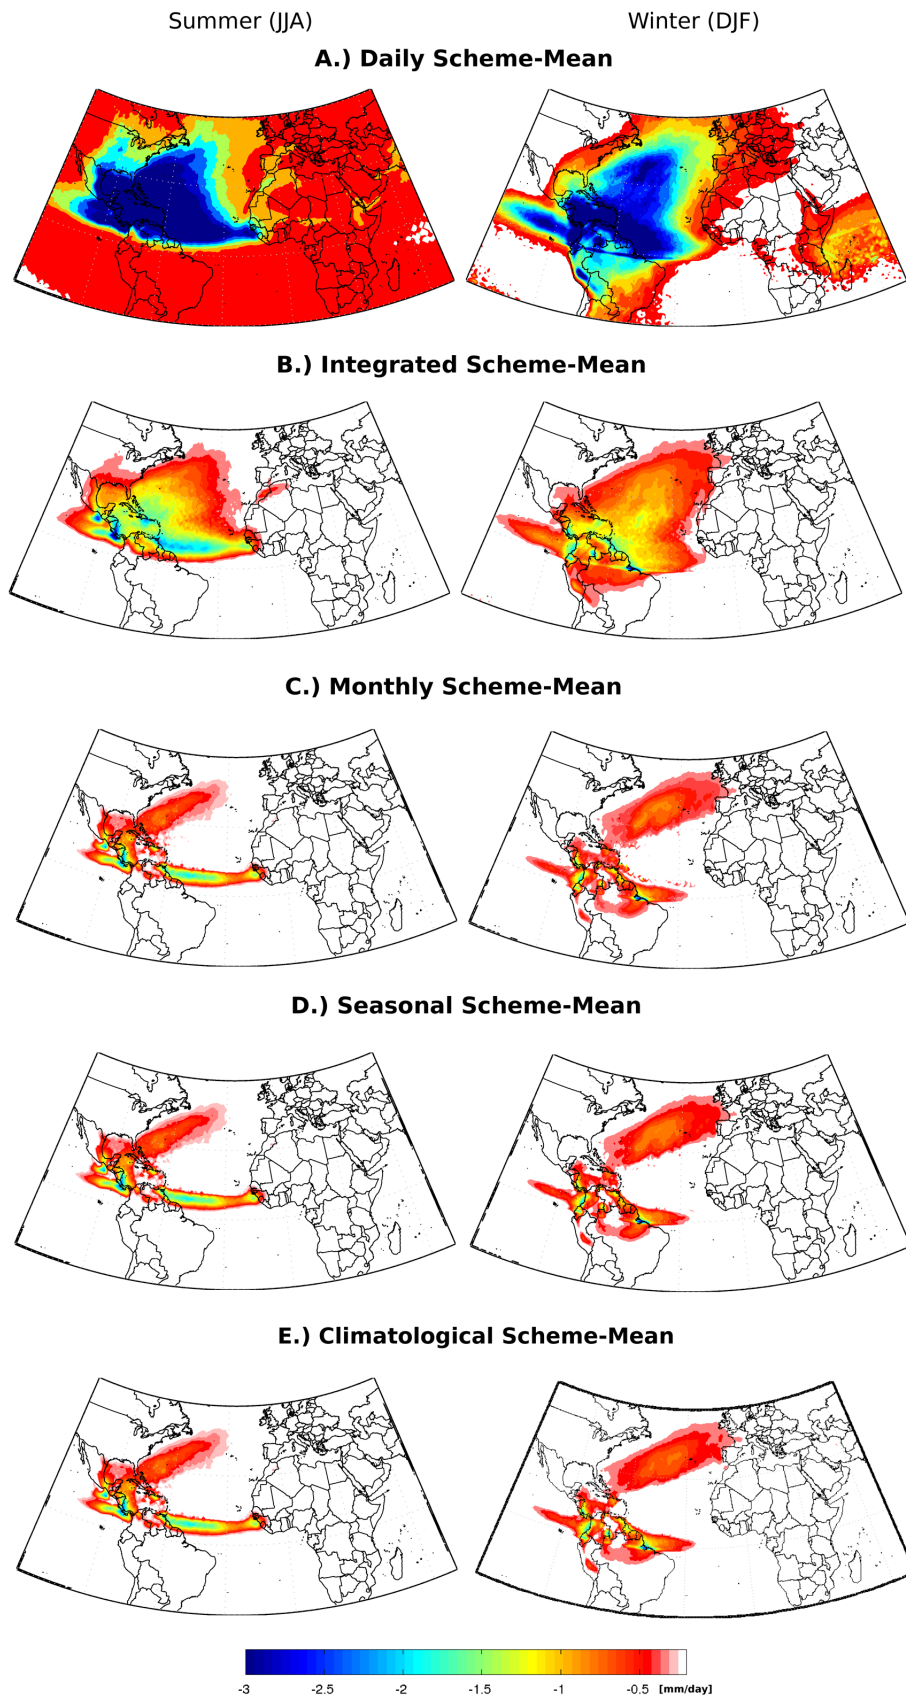 Summer (JJA) Winter (DJF)
A.) Daily Scheme-Mean
B.) Integrated Scheme-Mean
C.) Monthly Scheme-Mean
D.) Seasonal Scheme-Mean
E.) Climatological Scheme-Mean
-3 -2.5 -2 -1.5 -1 -0.5 [mm/day]